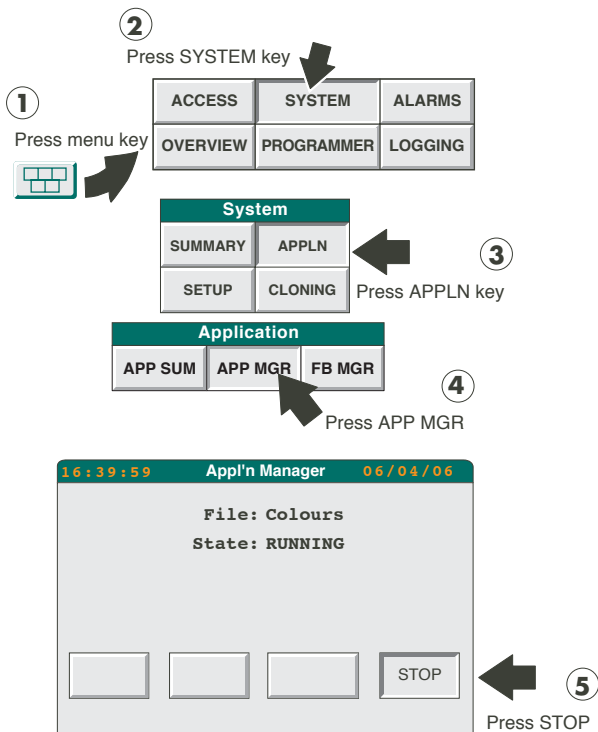 2
Press SYSTEM key
1
Press menu key
ACCESS SYSTEM ALARMS
OVERVIEW PROGRAMMER LOGGING
System
SUMMARY APPLN
SETUP CLONING
3
Press APPLN key
Application
APP SUM APP MGR FB MGR
4
Press APP MGR
16:39:59 Appl'n Manager 06/04/06
File: Colours
State: RUNNING
STOP
5
Press STOP